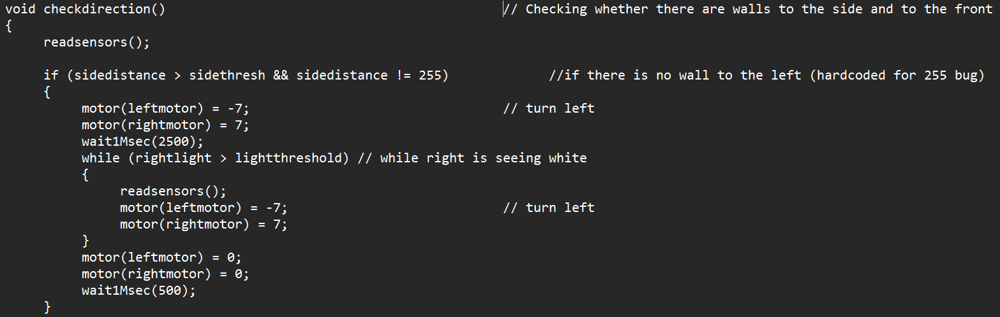 void checkdirection() // Checking whether there are walls to the side and to the front
{
readsensors();
if (sidedistance > sidethresh && sidedistance != 255) //if there is no wall to the left (hardcoded for 255 bug)
{
motor(leftmotor) = -7; // turn left
motor(rightmotor) = 7;
wait1Msec(2500);
while (rightlight > lightthreshold) // while right is seeing white
{
readsensors();
motor(leftmotor) = -7; // turn left
motor(rightmotor) = 7;
}
motor(leftmotor) = 0;
motor(rightmotor) = 0;
wait1Msec(500);
}